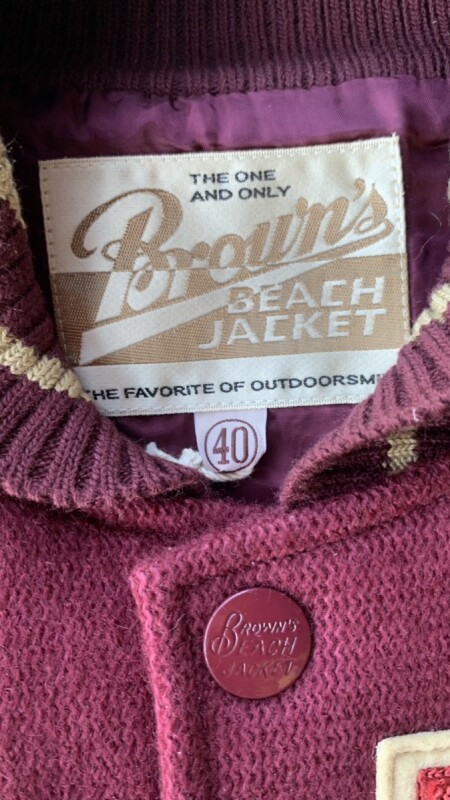 THE ONE
AND ONLY
Brown's
BEACH
JACKET
THE FAVORITE OF OUTDOORSM
40
BROWN'S
BEACH
JACKET